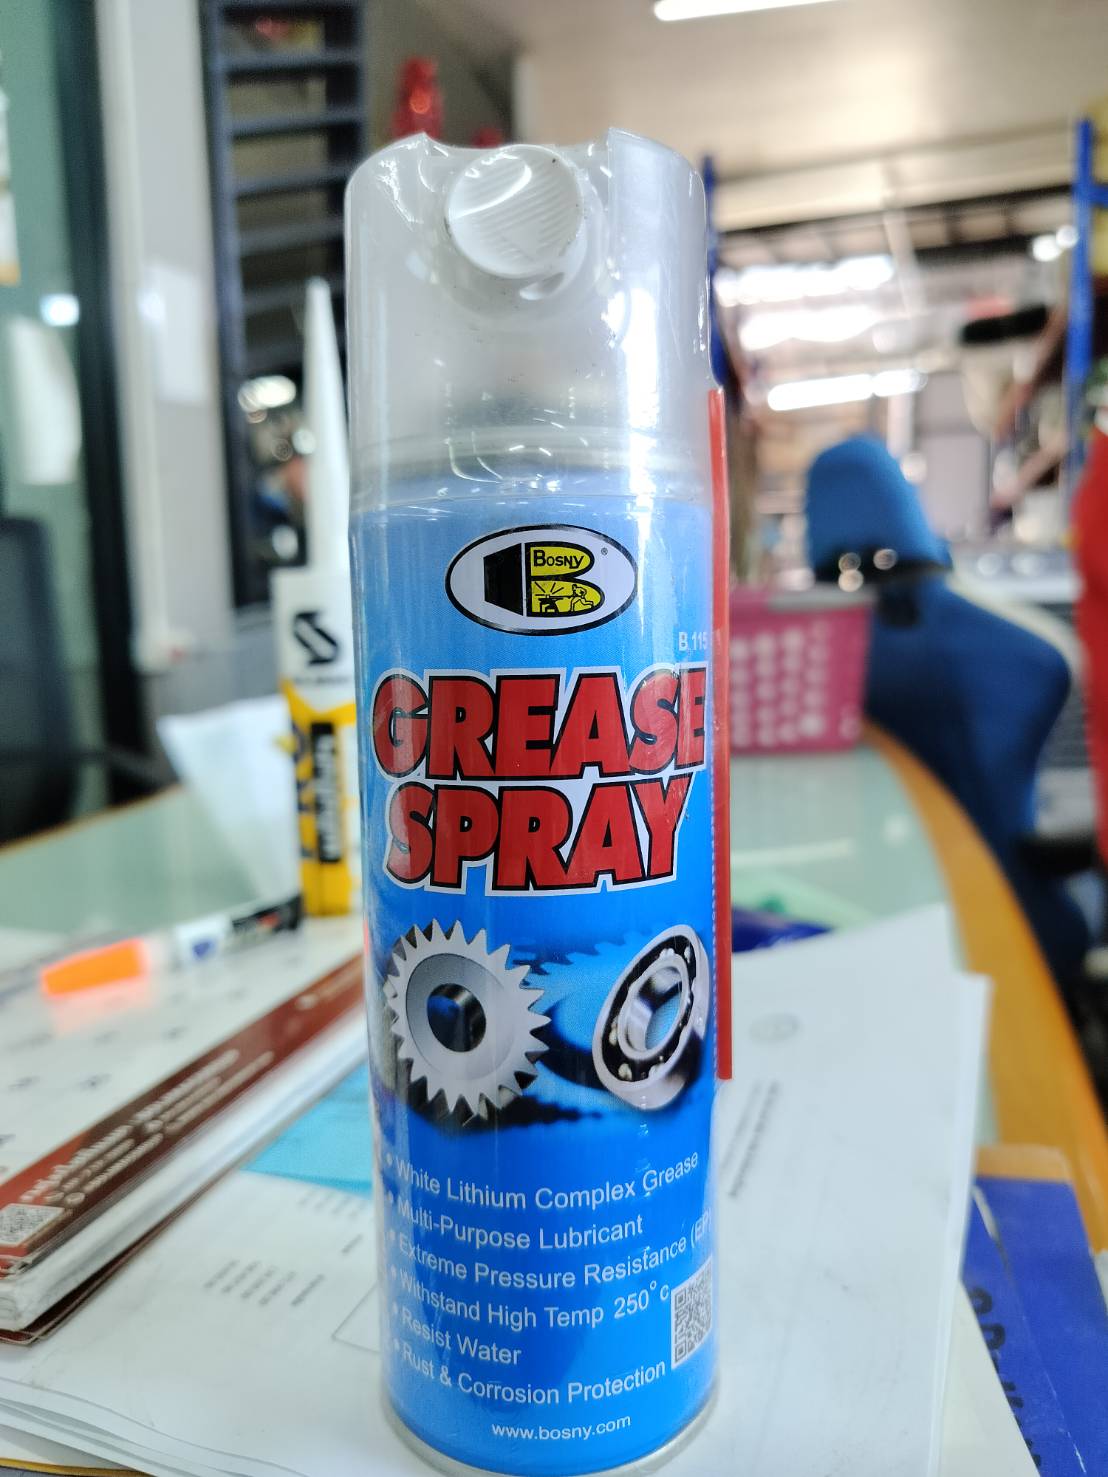 BOSNY
B
®
B 115
GREASE
SPRAY
• White Lithium Complex Grease
• Multi-Purpose Lubricant
• Extreme Pressure Resistance (EP)
• Withstand High Temp 250°c
• Resist Water
• Rust & Corrosion Protection
www.bosny.com